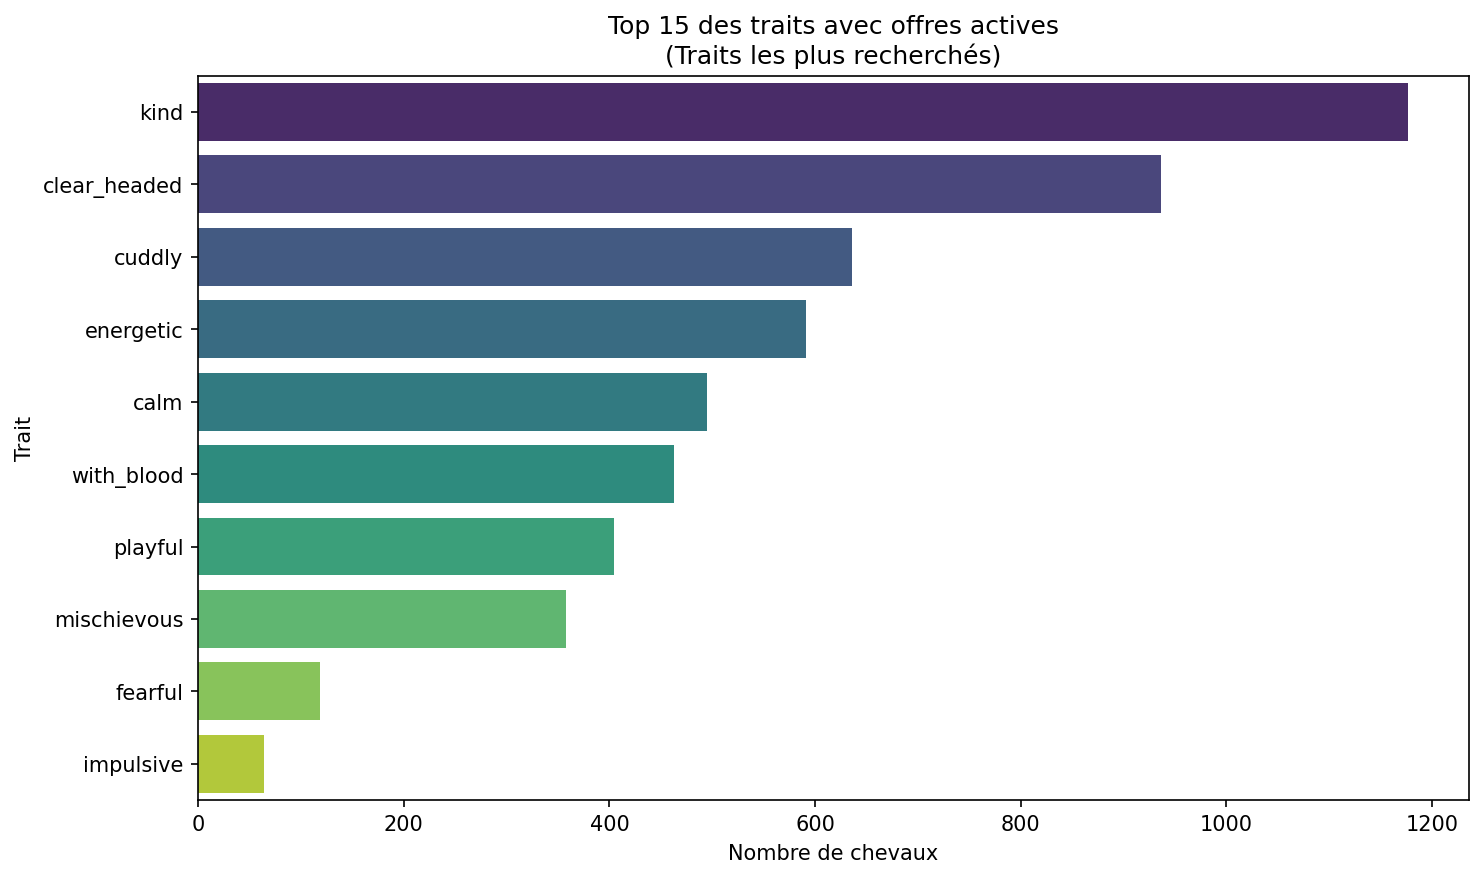 Top 15 des traits avec offres actives
(Traits les plus recherchés)
Trait
kind
clear_headed
cuddly
energetic
calm
with_blood
playful
mischievous
fearful
impulsive
0 200 400 600 800 1000 1200
Nombre de chevaux